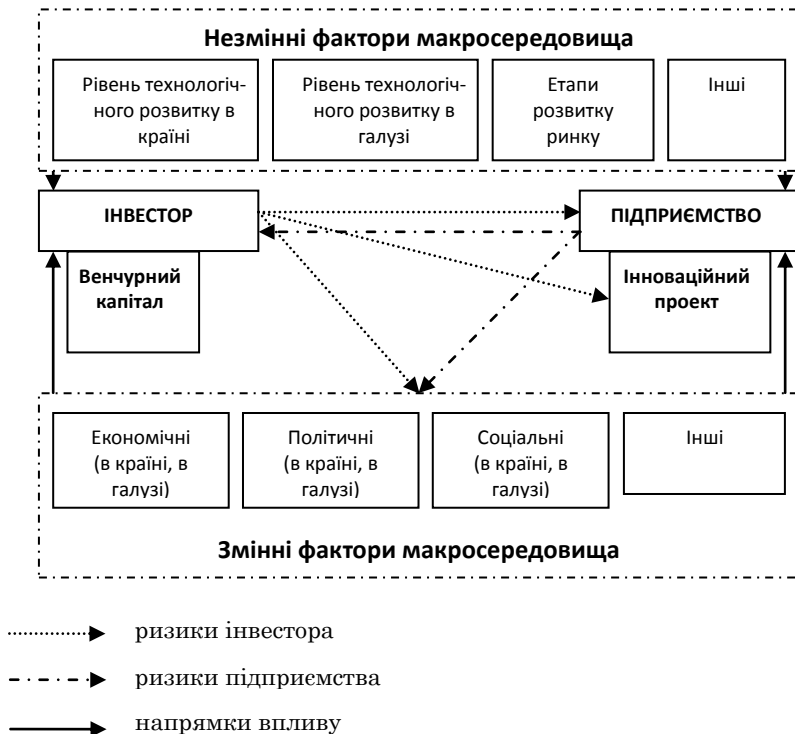 Незмінні фактори макросередовища
Рівень технологіч-
ного розвитку в
країні
Рівень технологіч-
ного розвитку в
галузі
Етапи
розвитку
ринку
Інші
ІНВЕСТОР
ПІДПРИЄМСТВО
Венчурний
капітал
Інноваційний
проект
Економічні
(в країні, в
галузі)
Політичні
(в країні, в
галузі)
Соціальні
(в країні, в
галузі)
Інші
Змінні фактори макросередовища
ризики інвестора
ризики підприємства
напрямки впливу